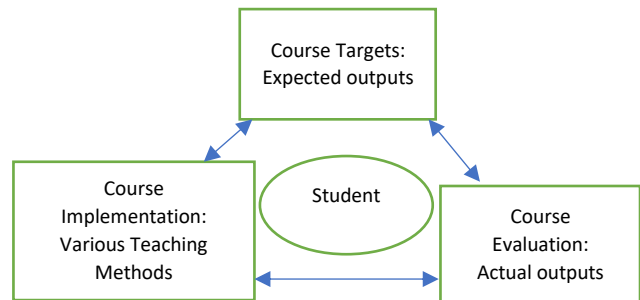 Course Targets:
Expected outputs
Course
Implementation:
Various Teaching
Methods
Student
Course
Evaluation:
Actual outputs